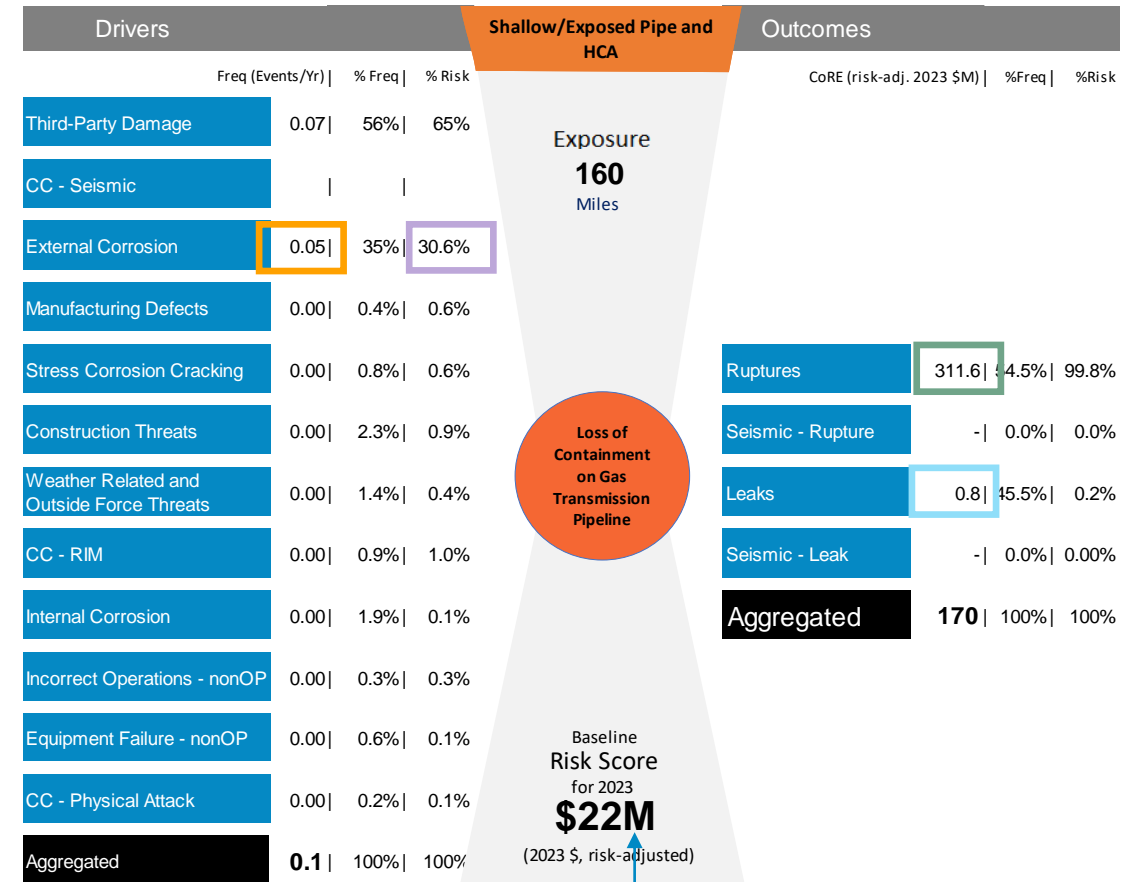 Drivers
Shallow/Exposed Pipe and
HCA
Outcomes
Freq (Events/Yr)| % Freq| % Risk
CoRE (risk-adj. 2023 $M)| %Freq| %Risk
Third-Party Damage 0.07| 56%| 65%
CC - Seismic | |
External Corrosion 0.05| 35%| 30.6%
Manufacturing Defects 0.00| 0.4%| 0.6%
Stress Corrosion Cracking 0.00| 0.8%| 0.6%
Construction Threats 0.00| 2.3%| 0.9%
Weather Related and
Outside Force Threats 0.00| 1.4%| 0.4%
CC - RIM 0.00| 0.9%| 1.0%
Internal Corrosion 0.00| 1.9%| 0.1%
Incorrect Operations - nonOP 0.00| 0.3%| 0.3%
Equipment Failure - nonOP 0.00| 0.6%| 0.1%
CC - Physical Attack 0.00| 0.2%| 0.1%
Aggregated 0.1| 100%| 100%
Exposure
160
Miles
Loss of
Containment
on Gas
Transmission
Pipeline
Baseline
Risk Score
for 2023
$22M
(2023 $, risk-adjusted)
Ruptures 311.6| 54.5%| 99.8%
Seismic - Rupture -| 0.0%| 0.0%
Leaks 0.8| 45.5%| 0.2%
Seismic - Leak -| 0.0%| 0.00%
Aggregated 170| 100%| 100%